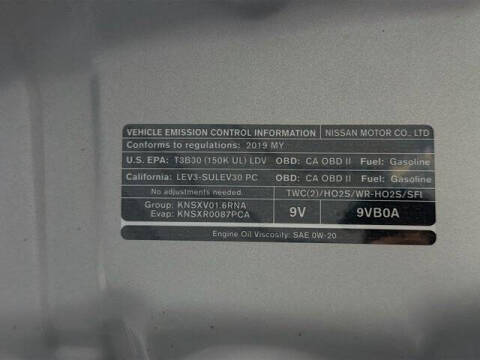 VEHICLE EMISSION CONTROL INFORMATION NISSAN MOTOR CO., LTD
Conforms to regulations: 2019 MY
U.S. EPA: T3B30 (150K UL) LDV OBD: CA OBD II Fuel: Gasoline
California: LEV3-SULEV30 PC OBD: CA OBD II Fuel: Gasoline
No adjustments needed. TWC(2)/HO2S/WR-HO2S/SFI
Group: KNSXV01.6RNA
Evap: KNSXR0087PCA
9V 9VB0A
Engine Oil Viscosity: SAE 0W-20